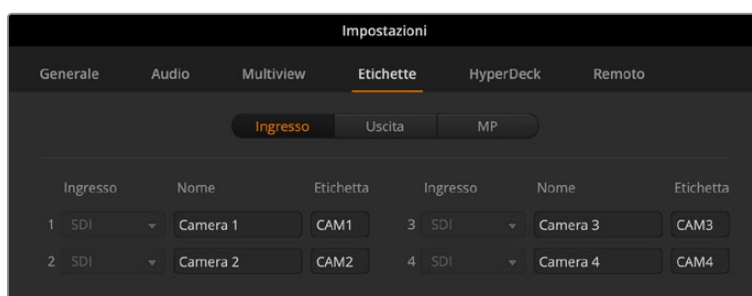 Impostazioni
Generale Audio Multiview Etichette HyperDeck Remoto
Ingresso Uscita MP
Ingresso Nome Etichetta Ingresso Nome Etichetta
1 SDI Camera 1 CAM1 3 SDI Camera 3 CAM3
2 SDI Camera 2 CAM2 4 SDI Camera 4 CAM4